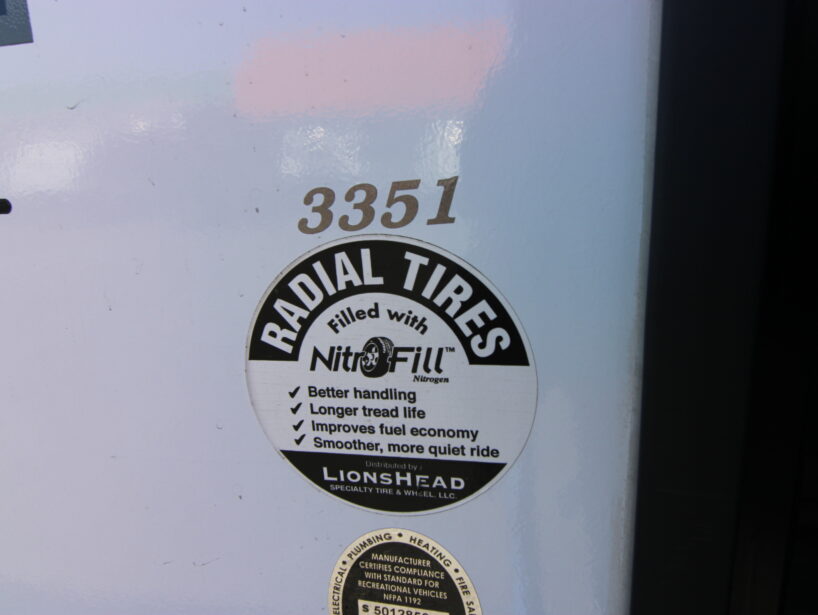 3351
RADIAL TIRES
Filled with
NitroFill™
Nitrogen
✓ Better handling
✓ Longer tread life
✓ Improves fuel economy
✓ Smoother, more quiet ride
Distributed by:
LIONSHEAD
SPECIALTY TIRE & WHEEL, LLC.
ELECTRICAL • PLUMBING • HEATING • FIRE
MANUFACTURER
CERTIFIES COMPLIANCE
WITH STANDARD FOR
RECREATIONAL VEHICLES
NFPA 1192